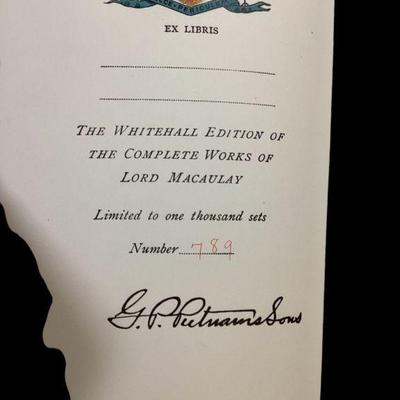 EX LIBRIS
THE WHITEHALL EDITION OF
THE COMPLETE WORKS OF
LORD MACAULAY
Limited to one thousand sets
Number 789
G. P. Putnams Sons